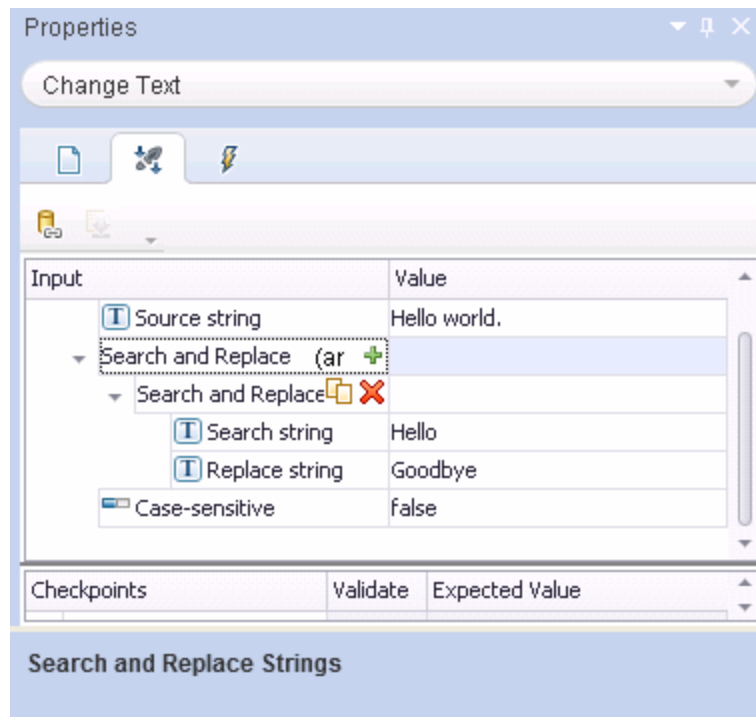 Properties
Change Text
Input Value
T Source string Hello world.
Search and Replace (ar
Search and Replace
T Search string Hello
T Replace string Goodbye
Case-sensitive false
Checkpoints Validate Expected Value
Search and Replace Strings